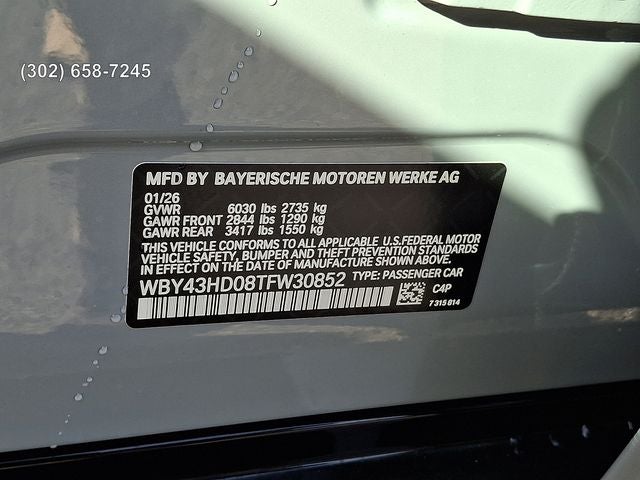 (302) 658-7245
MFD BY BAYERISCHE MOTOREN WERKE AG
01/26
GVWR 6030 lbs 2735 kg
GAWR FRONT 2844 lbs 1290 kg
GAWR REAR 3417 lbs 1550 kg
THIS VEHICLE CONFORMS TO ALL APPLICABLE U.S.FEDERAL MOTOR
VEHICLE SAFETY, BUMPER AND THEFT PREVENTION STANDARDS
IN EFFECT ON THE DATE OF MANUFACTURE SHOWN ABOVE.
WBY43HD08TFW30852 TYPE: PASSENGER CAR
C4P
7315014